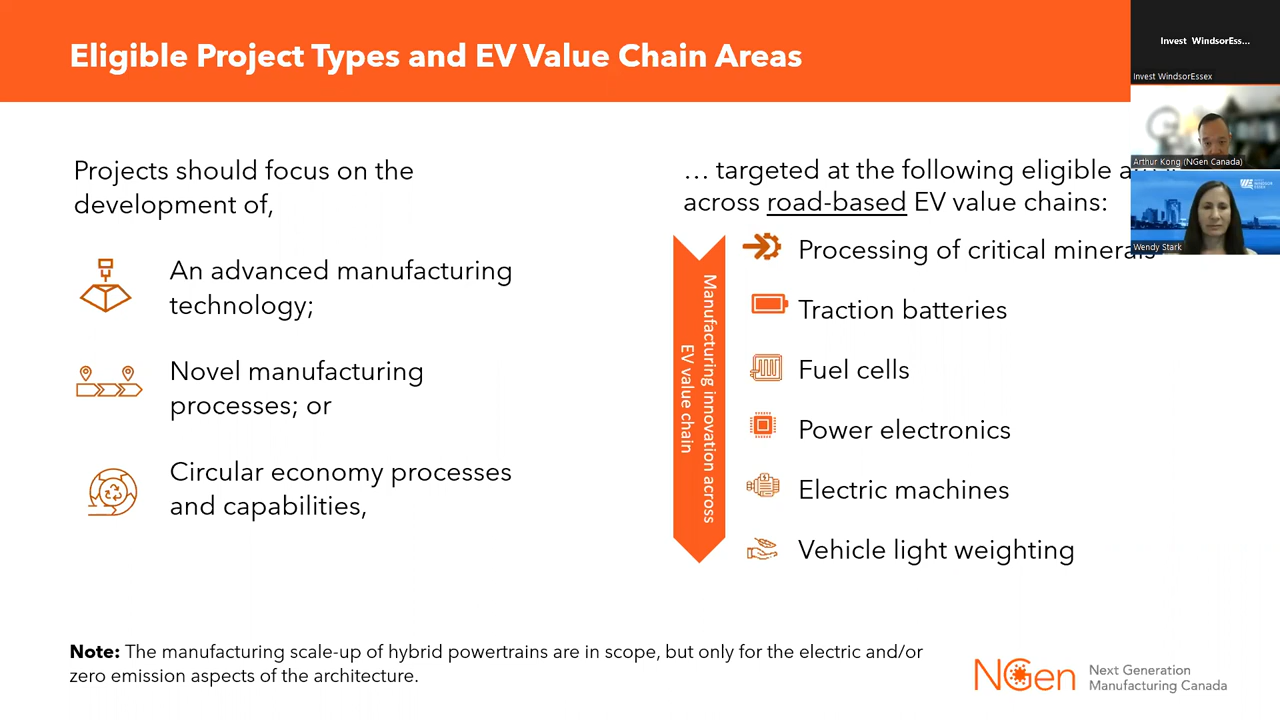 Eligible Project Types and EV Value Chain Areas
Invest WindsorEss...
Invest WindsorEssex
Arthur Kong (NGen Canada)
INVEST WINDSOR ESSEX
Wendy Stark
Projects should focus on the
development of,
An advanced manufacturing
technology;
Novel manufacturing
processes; or
Circular economy processes
and capabilities,
… targeted at the following eligible
across road-based EV value chains:
Manufacturing innovation across
EV value chain
Processing of critical minerals
Traction batteries
Fuel cells
Power electronics
Electric machines
Vehicle light weighting
Note: The manufacturing scale-up of hybrid powertrains are in scope, but only for the electric and/or
zero emission aspects of the architecture.
NGen
Next Generation
Manufacturing Canada